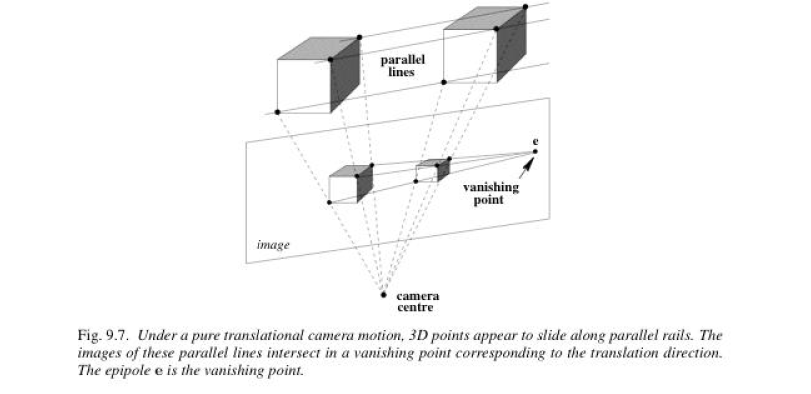 parallel
lines
e
vanishing
point
image
camera
centre
Fig. 9.7. Under a pure translational camera motion, 3D points appear to slide along parallel rails. The
images of these parallel lines intersect in a vanishing point corresponding to the translation direction.
The epipole e is the vanishing point.